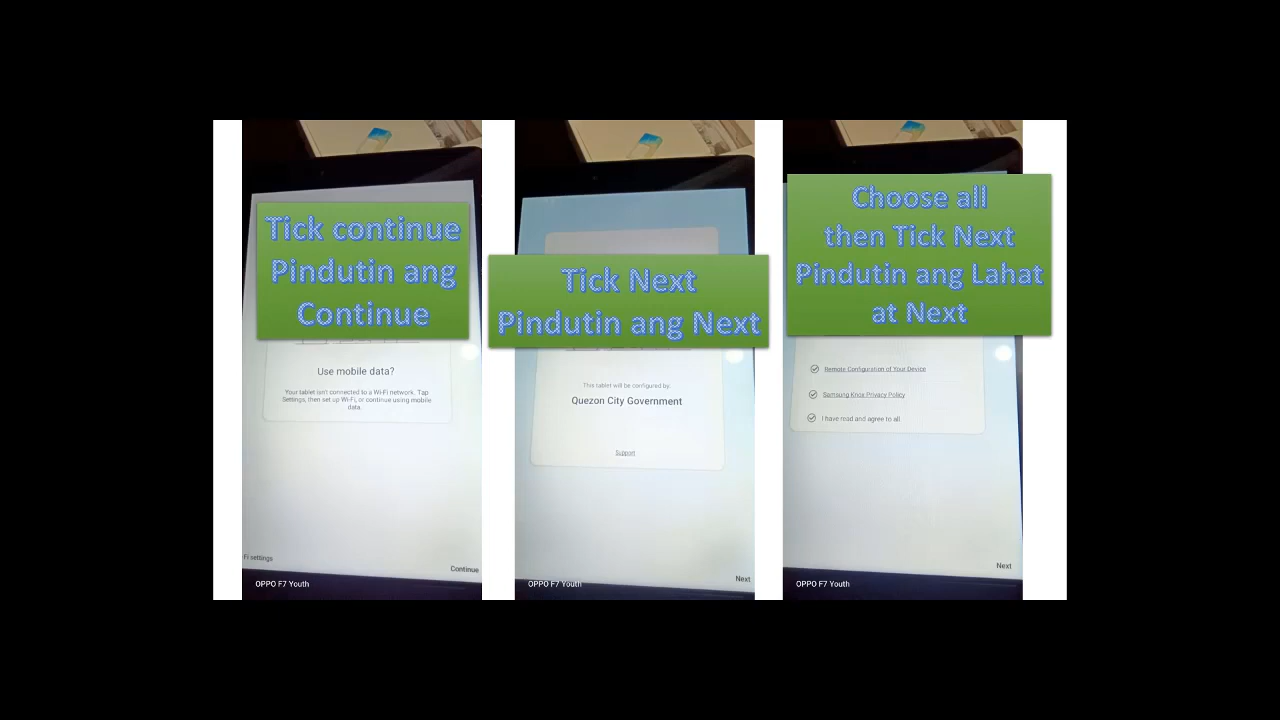 Tick continue
Pindutin ang
Continue
Use mobile data?
Your tablet isn't connected to a Wi-Fi network. Tap
Settings, then set up Wi-Fi, or continue using mobile
data.
Fi settings
Continue
OPPO F7 Youth
Tick Next
Pindutin ang Next
This tablet will be configured by:
Quezon City Government
Support
Next
OPPO F7 Youth
Choose all
then Tick Next
Pindutin ang Lahat
at Next
Remote Configuration of Your Device
Samsung Knox Privacy Policy
I have read and agree to all
Next
OPPO F7 Youth